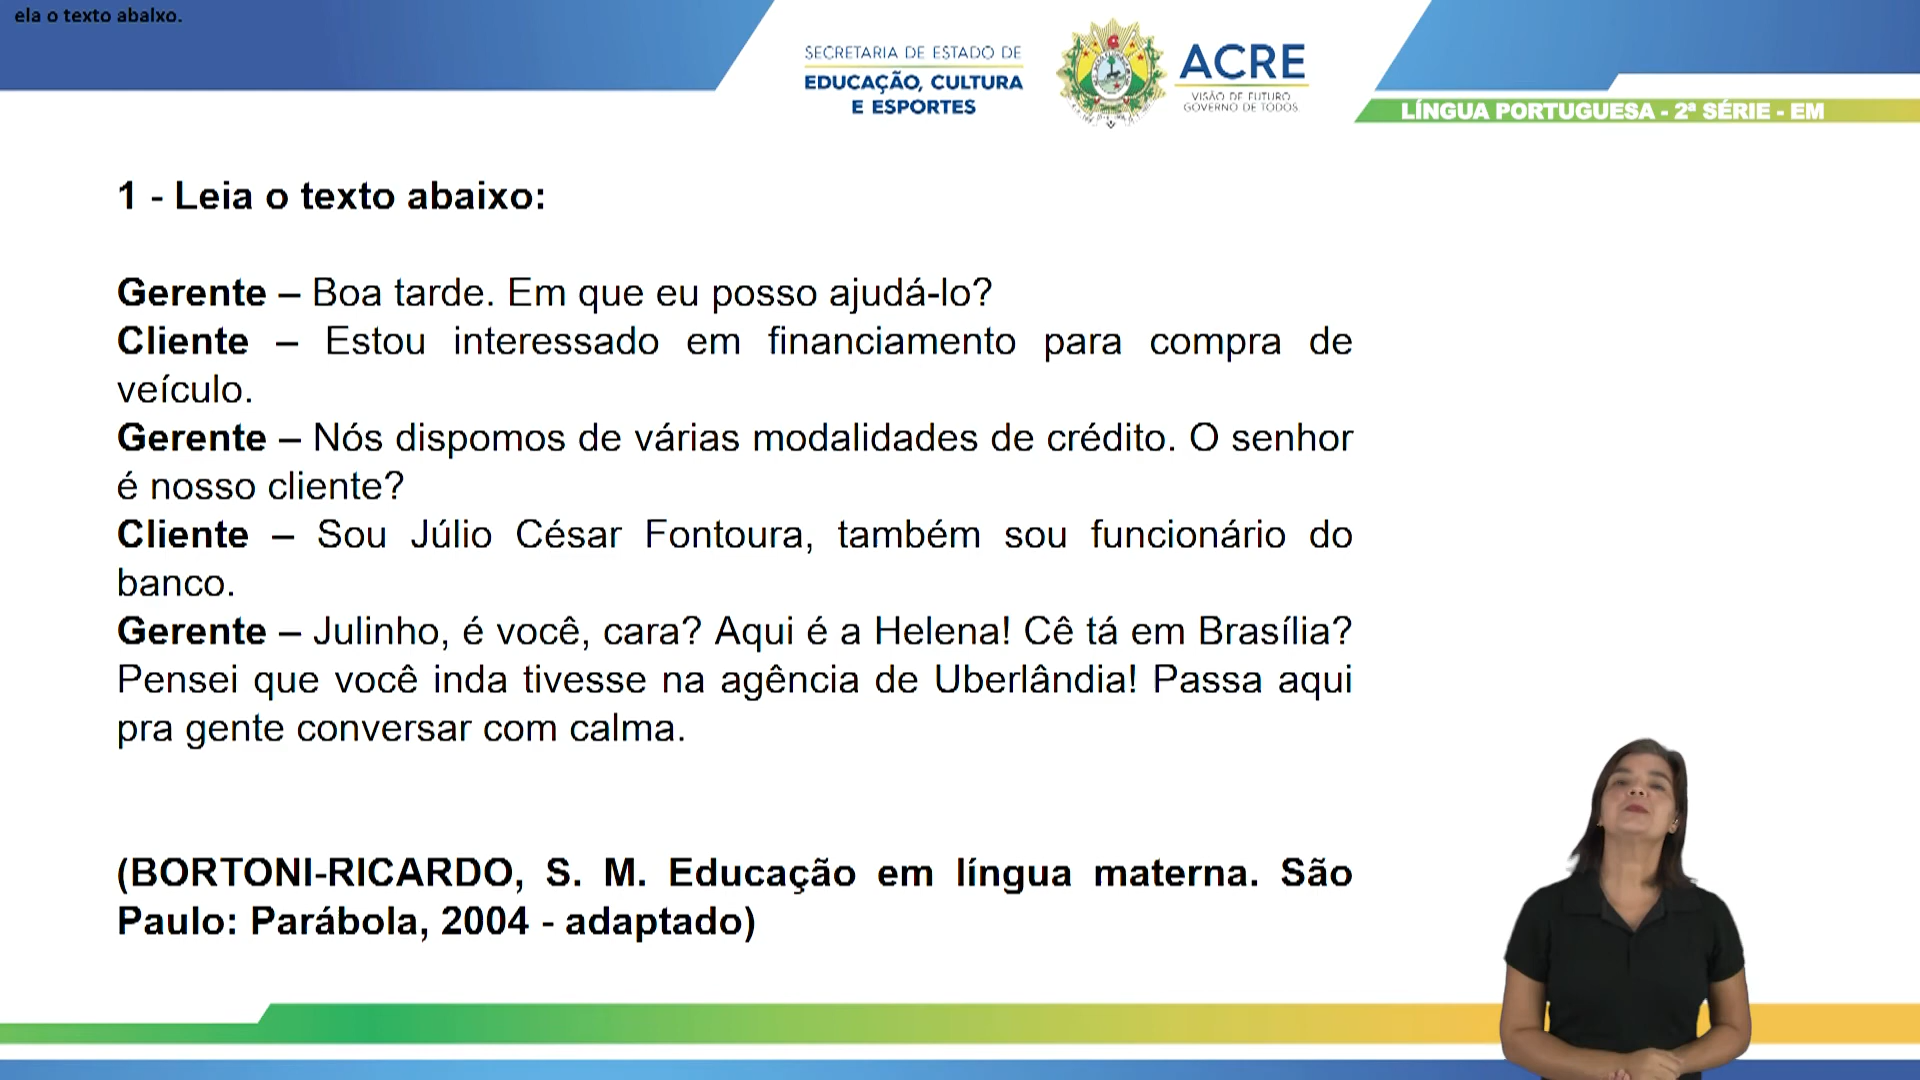 ela o texto abalxo.
SECRETARIA DE ESTADO DE
EDUCAÇÃO, CULTURA
E ESPORTES
ACRE
VISÃO DE FUTURO
GOVERNO DE TODOS
LÍNGUA PORTUGUESA - 2ª SÉRIE - EM
1 - Leia o texto abaixo:
Gerente – Boa tarde. Em que eu posso ajudá-lo?
Cliente – Estou interessado em financiamento para compra de
veículo.
Gerente – Nós dispomos de várias modalidades de crédito. O senhor
é nosso cliente?
Cliente – Sou Júlio César Fontoura, também sou funcionário do
banco.
Gerente – Julinho, é você, cara? Aqui é a Helena! Cê tá em Brasília?
Pensei que você inda tivesse na agência de Uberlândia! Passa aqui
pra gente conversar com calma.
(BORTONI-RICARDO, S. M. Educação em língua materna. São
Paulo: Parábola, 2004 - adaptado)